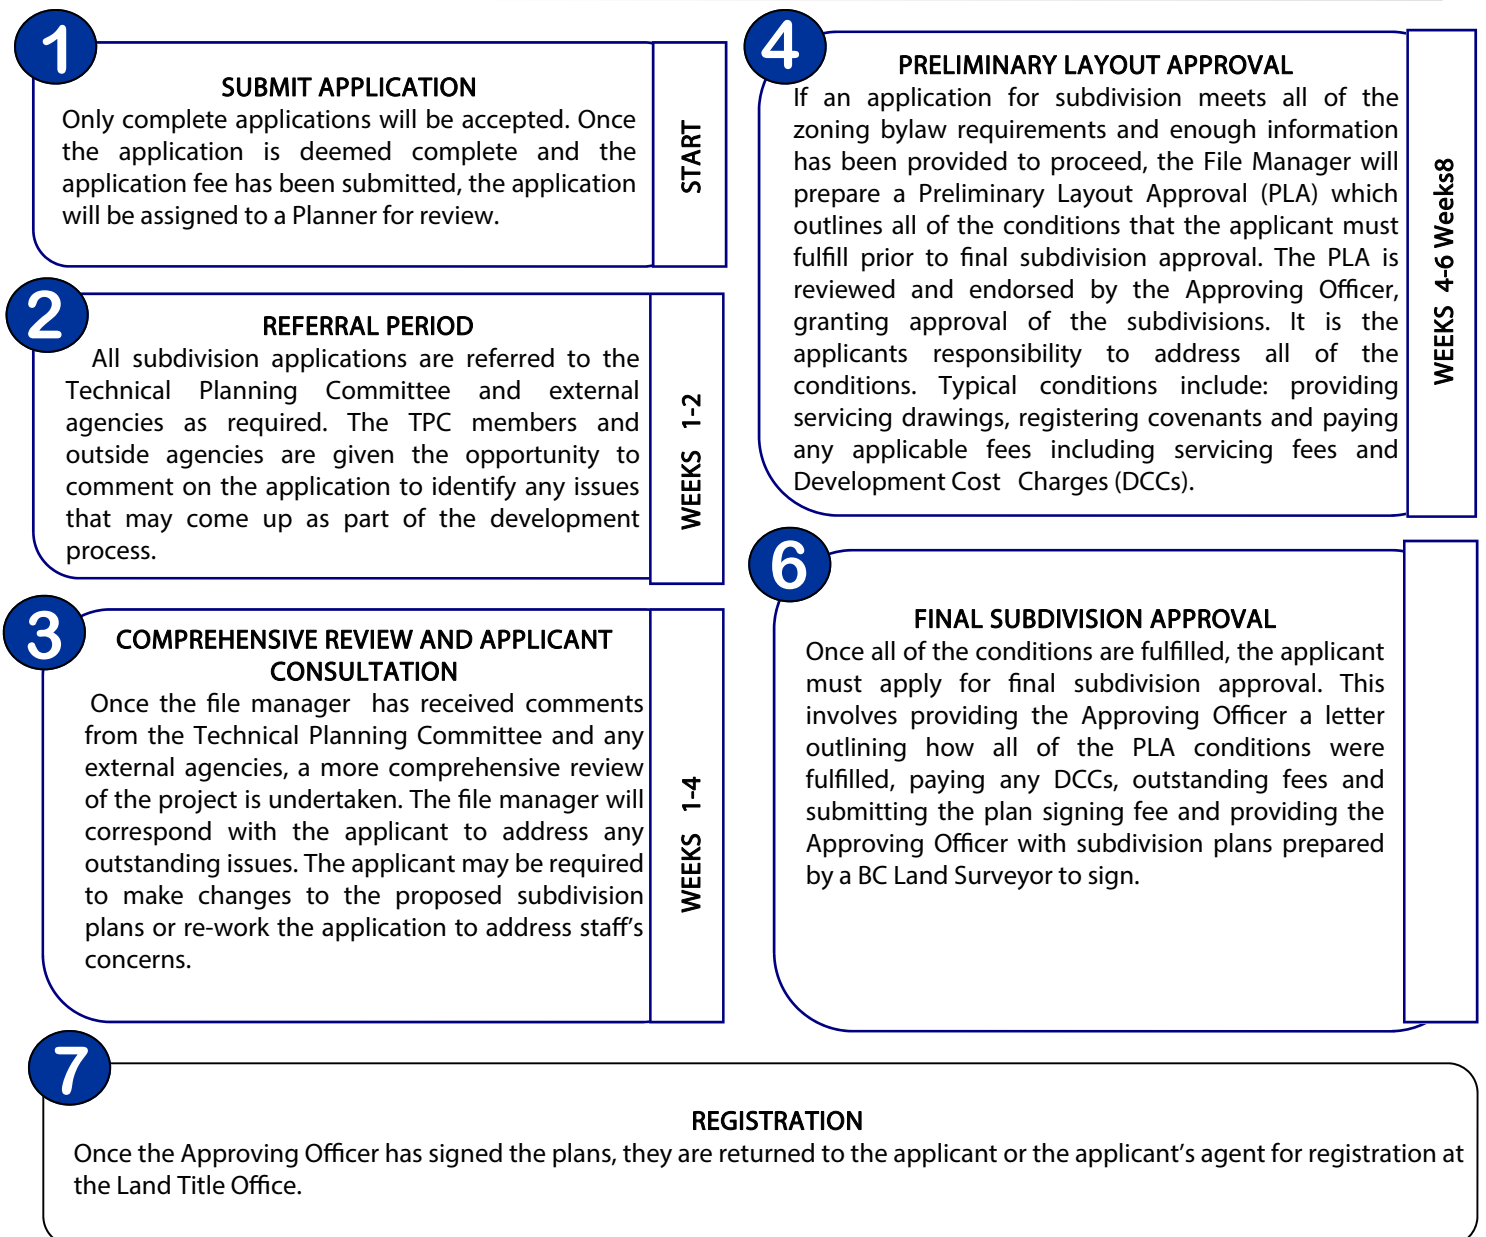 1
SUBMIT APPLICATION
Only complete applications will be accepted. Once
the application is deemed complete and the
application fee has been submitted, the application
will be assigned to a Planner for review.
START
2
REFERRAL PERIOD
All subdivision applications are referred to the
Technical Planning Committee and external
agencies as required. The TPC members and
outside agencies are given the opportunity to
comment on the application to identify any issues
that may come up as part of the development
process.
WEEKS 1-2
3
COMPREHENSIVE REVIEW AND APPLICANT
CONSULTATION
Once the file manager has received comments
from the Technical Planning Committee and any
external agencies, a more comprehensive review
of the project is undertaken. The file manager will
correspond with the applicant to address any
outstanding issues. The applicant may be required
to make changes to the proposed subdivision
plans or re-work the application to address staff's
concerns.
WEEKS 1-4
4
PRELIMINARY LAYOUT APPROVAL
If an application for subdivision meets all of the
zoning bylaw requirements and enough information
has been provided to proceed, the File Manager will
prepare a Preliminary Layout Approval (PLA) which
outlines all of the conditions that the applicant must
fulfill prior to final subdivision approval. The PLA is
reviewed and endorsed by the Approving Officer,
granting approval of the subdivisions. It is the
applicants responsibility to address all of the
conditions. Typical conditions include: providing
servicing drawings, registering covenants and paying
any applicable fees including servicing fees and
Development Cost Charges (DCCs).
WEEKS 4-6 Weeks8
6
FINAL SUBDIVISION APPROVAL
Once all of the conditions are fulfilled, the applicant
must apply for final subdivision approval. This
involves providing the Approving Officer a letter
outlining how all of the PLA conditions were
fulfilled, paying any DCCs, outstanding fees and
submitting the plan signing fee and providing the
Approving Officer with subdivision plans prepared
by a BC Land Surveyor to sign.
7
REGISTRATION
Once the Approving Officer has signed the plans, they are returned to the applicant or the applicant's agent for registration at
the Land Title Office.